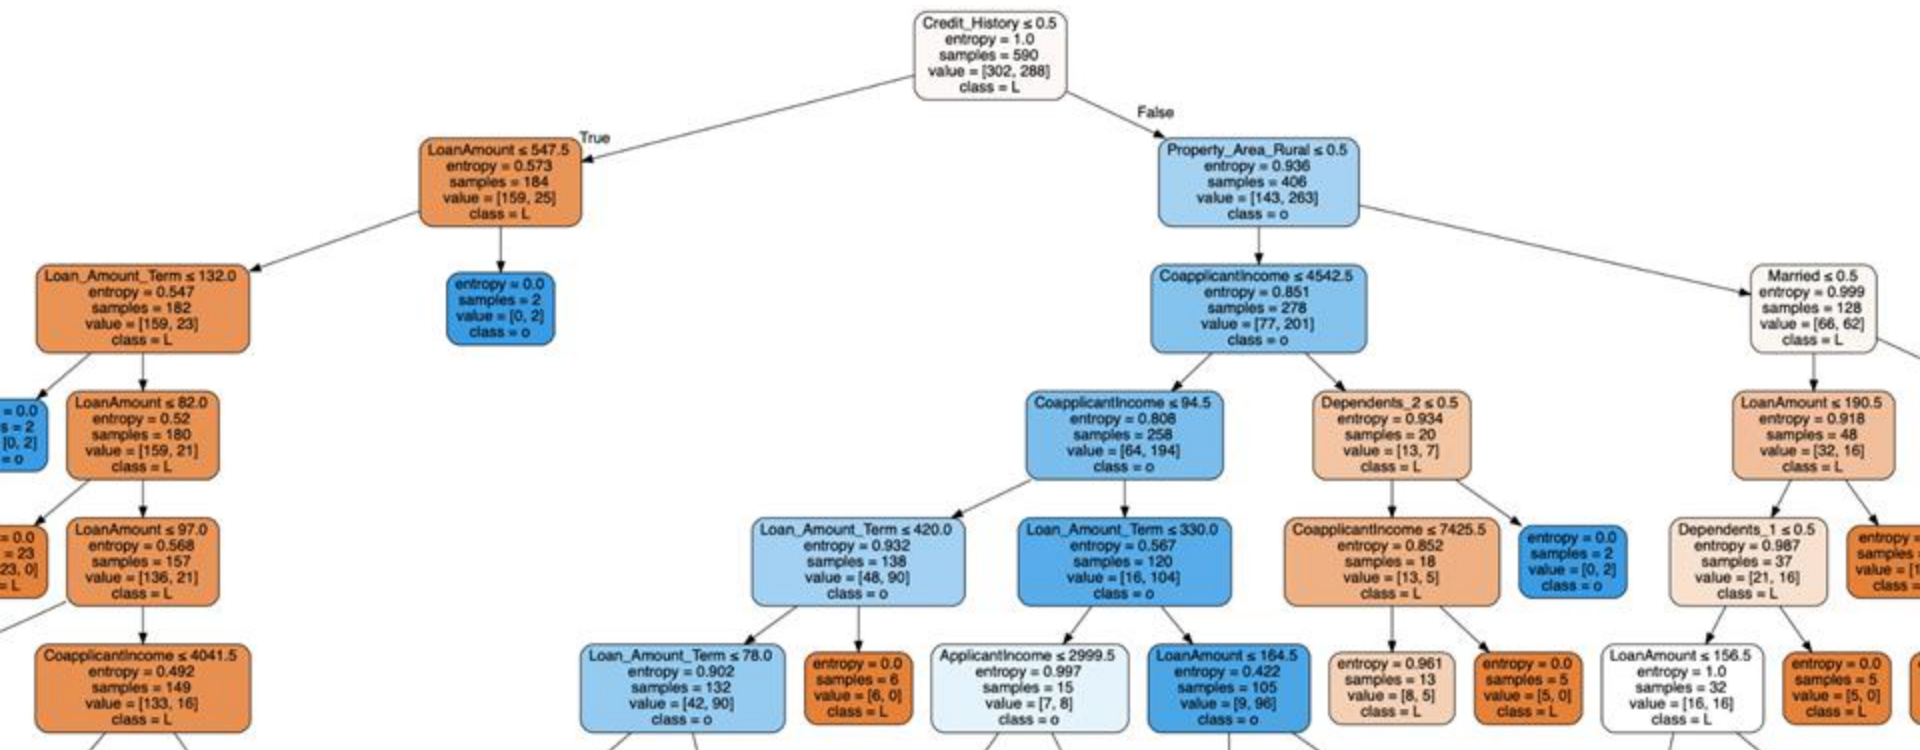 Credit_History ≤ 0.5
entropy = 1.0
samples = 590
value = [302, 288]
class = L
True
False
LoanAmount ≤ 547.5
entropy = 0.573
samples = 184
value = [159, 25]
class = L
Property_Area_Rural ≤ 0.5
entropy = 0.936
samples = 406
value = [143, 263]
class = o
Loan_Amount_Term ≤ 132.0
entropy = 0.547
samples = 182
value = [159, 23]
class = L
entropy = 0.0
samples = 2
value = [0, 2]
class = o
CoapplicantIncome ≤ 4542.5
entropy = 0.851
samples = 278
value = [77, 201]
class = o
Married ≤ 0.5
entropy = 0.999
samples = 128
value = [66, 62]
class = L
= 0.0
s = 2
[0, 2]
= o
LoanAmount ≤ 82.0
entropy = 0.52
samples = 180
value = [159, 21]
class = L
CoapplicantIncome ≤ 94.5
entropy = 0.808
samples = 258
value = [64, 194]
class = o
Dependents_2 ≤ 0.5
entropy = 0.934
samples = 20
value = [13, 7]
class = L
LoanAmount ≤ 190.5
entropy = 0.918
samples = 48
value = [32, 16]
class = L
= 0.0
= 23
23, 0]
= L
LoanAmount ≤ 97.0
entropy = 0.568
samples = 157
value = [136, 21]
class = L
Loan_Amount_Term ≤ 420.0
entropy = 0.932
samples = 138
value = [48, 90]
class = o
Loan_Amount_Term ≤ 330.0
entropy = 0.567
samples = 120
value = [16, 104]
class = o
CoapplicantIncome ≤ 7425.5
entropy = 0.852
samples = 18
value = [13, 5]
class = L
entropy = 0.0
samples = 2
value = [0, 2]
class = o
Dependents_1 ≤ 0.5
entropy = 0.987
samples = 37
value = [21, 16]
class = L
entropy =
samples
value = [1
class =
CoapplicantIncome ≤ 4041.5
entropy = 0.492
samples = 149
value = [133, 16]
class = L
Loan_Amount_Term ≤ 78.0
entropy = 0.902
samples = 132
value = [42, 90]
class = o
entropy = 0.0
samples = 6
value = [6, 0]
class = L
ApplicantIncome ≤ 2999.5
entropy = 0.997
samples = 15
value = [7, 8]
class = o
LoanAmount ≤ 164.5
entropy = 0.422
samples = 105
value = [9, 96]
class = o
entropy = 0.961
samples = 13
value = [8, 5]
class = L
entropy = 0.0
samples = 5
value = [5, 0]
class = L
LoanAmount ≤ 156.5
entropy = 1.0
samples = 32
value = [16, 16]
class = L
entropy = 0.0
samples = 5
value = [5, 0]
class = L